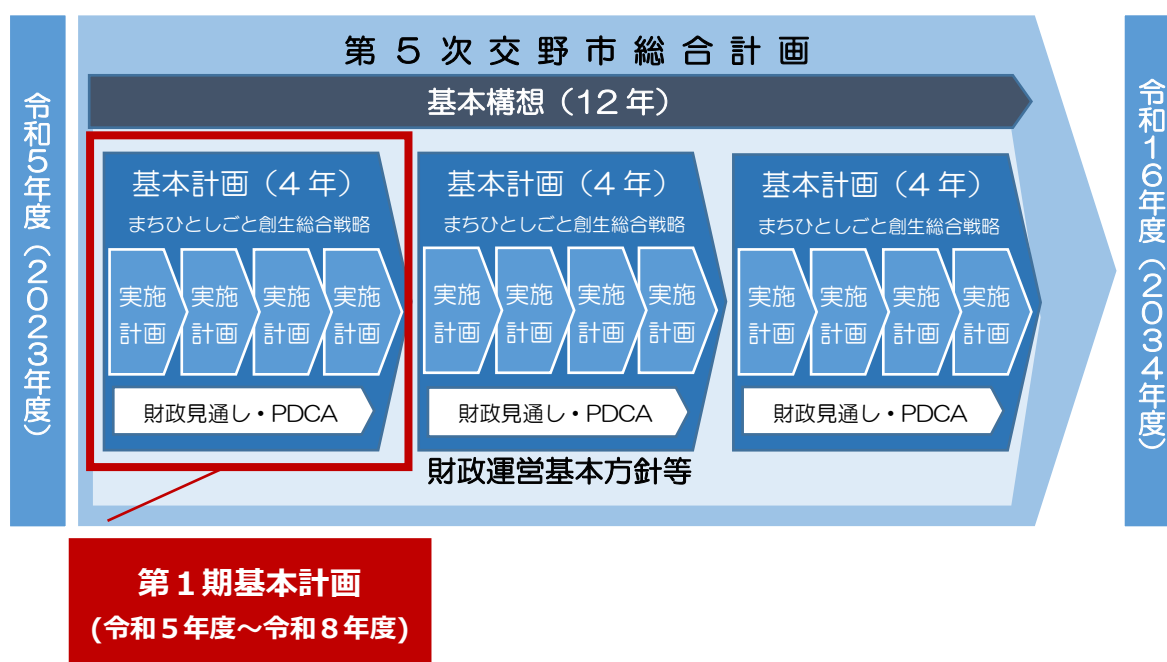 令和5年度（2023年度）
第5次交野市総合計画
基本構想（12年）
基本計画（4年）
まちひとしごと創生総合戦略
実施
計画
実施
計画
実施
計画
実施
計画
財政見通し・PDCA
基本計画（4年）
まちひとしごと創生総合戦略
実施
計画
実施
計画
実施
計画
実施
計画
財政見通し・PDCA
基本計画（4年）
まちひとしごと創生総合戦略
実施
計画
実施
計画
実施
計画
実施
計画
財政見通し・PDCA
財政運営基本方針等
令和16年度（2034年度）
第１期基本計画
(令和５年度～令和８年度)